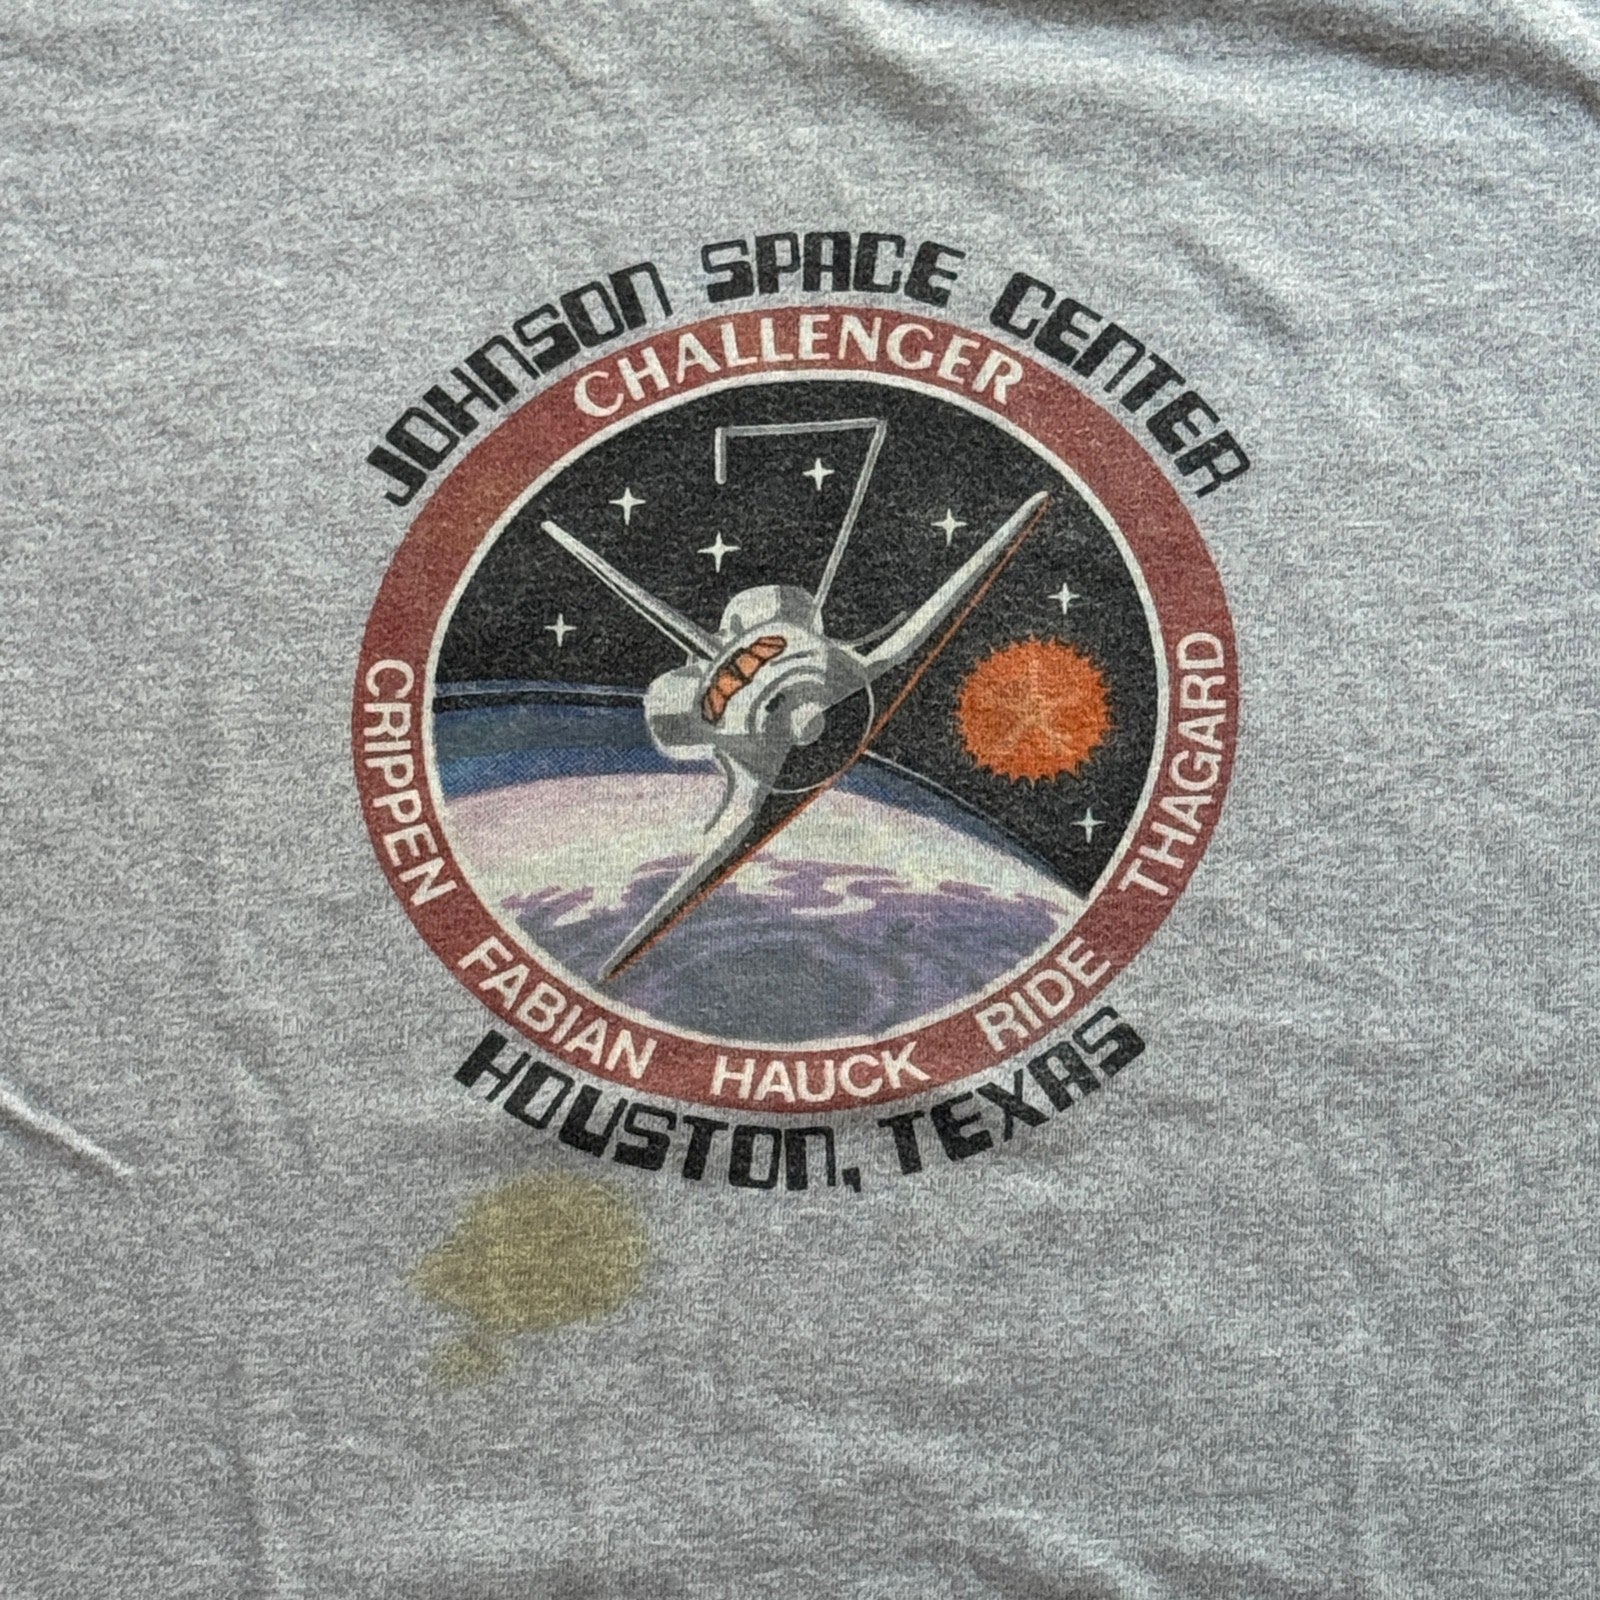 JOHNSON SPACE CENTER
CHALLENGER
7
CRIPPEN FABIAN HAUCK RIDE THAGARD
HOUSTON, TEXAS